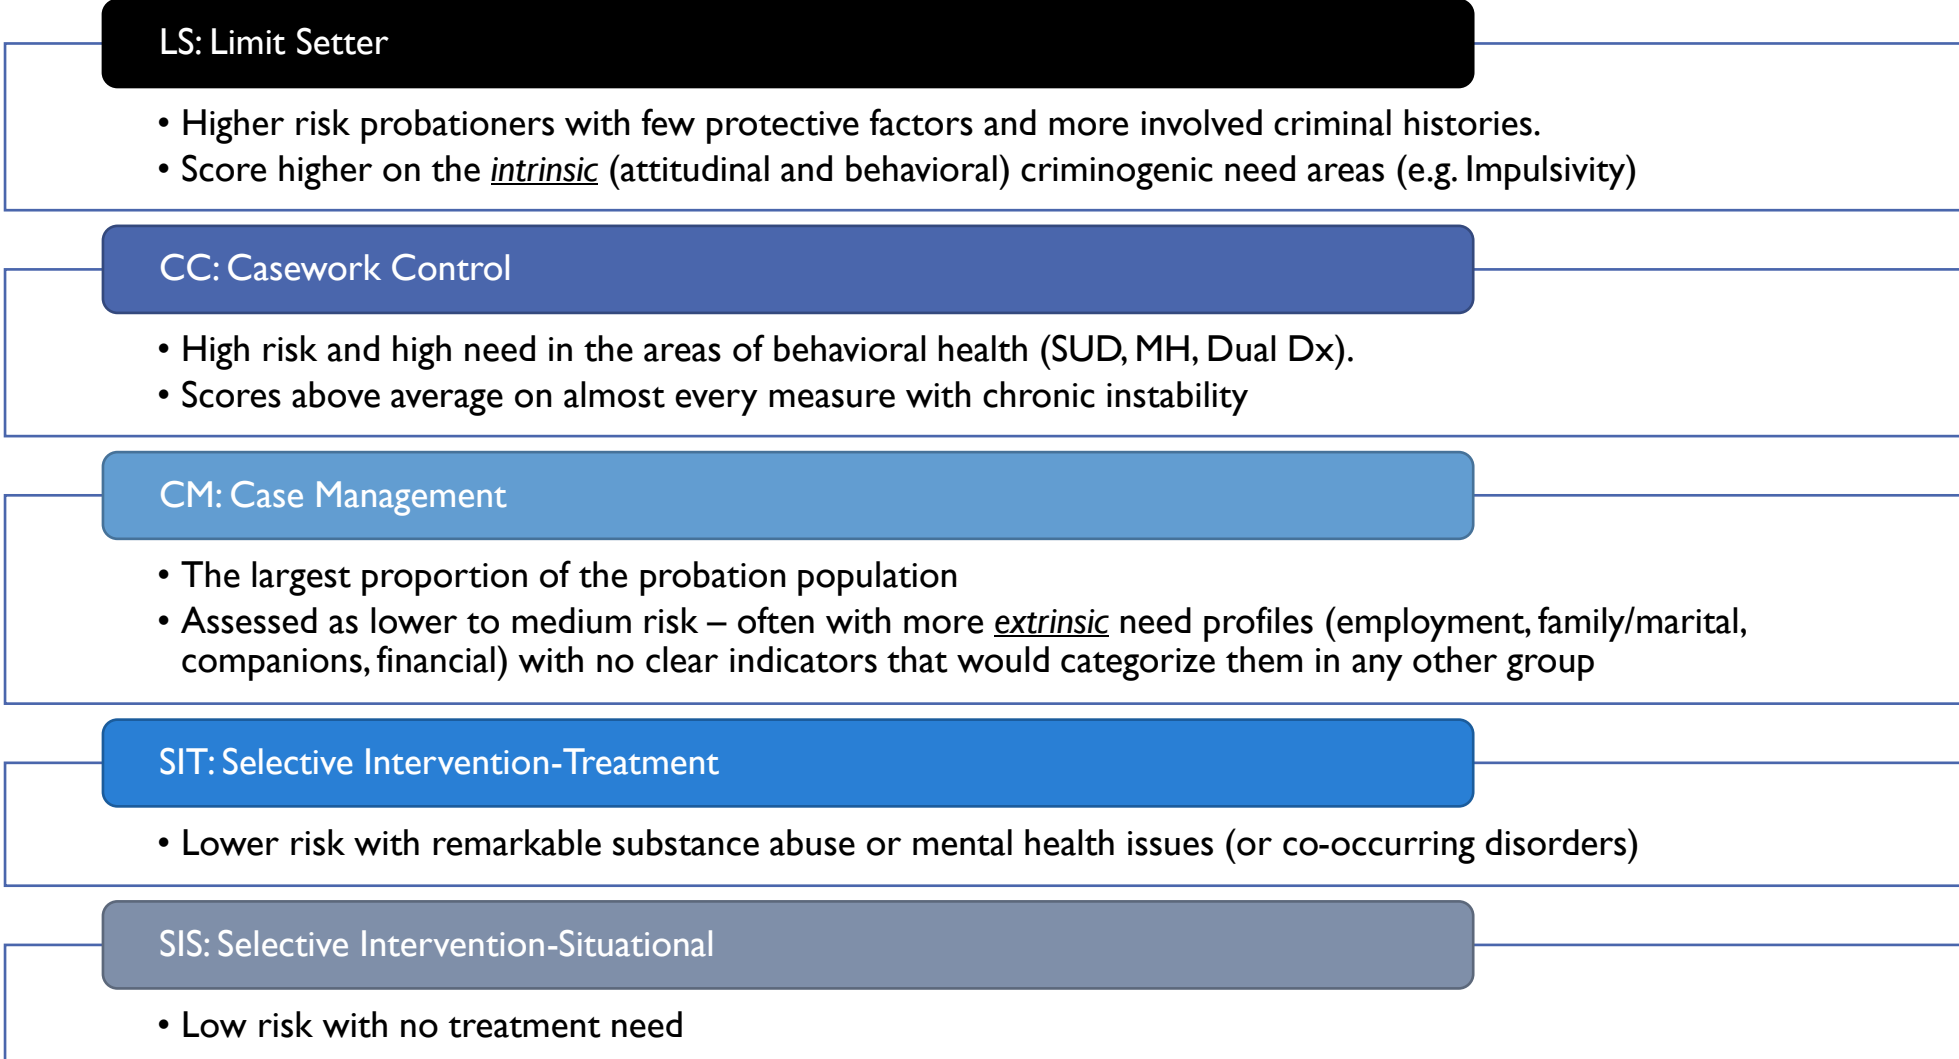 LS: Limit Setter
• Higher risk probationers with few protective factors and more involved criminal histories.
• Score higher on the intrinsic (attitudinal and behavioral) criminogenic need areas (e.g. Impulsivity)
CC: Casework Control
• High risk and high need in the areas of behavioral health (SUD, MH, Dual Dx).
• Scores above average on almost every measure with chronic instability
CM: Case Management
• The largest proportion of the probation population
• Assessed as lower to medium risk – often with more extrinsic need profiles (employment, family/marital,
companions, financial) with no clear indicators that would categorize them in any other group
SIT: Selective Intervention-Treatment
• Lower risk with remarkable substance abuse or mental health issues (or co-occurring disorders)
SIS: Selective Intervention-Situational
• Low risk with no treatment need